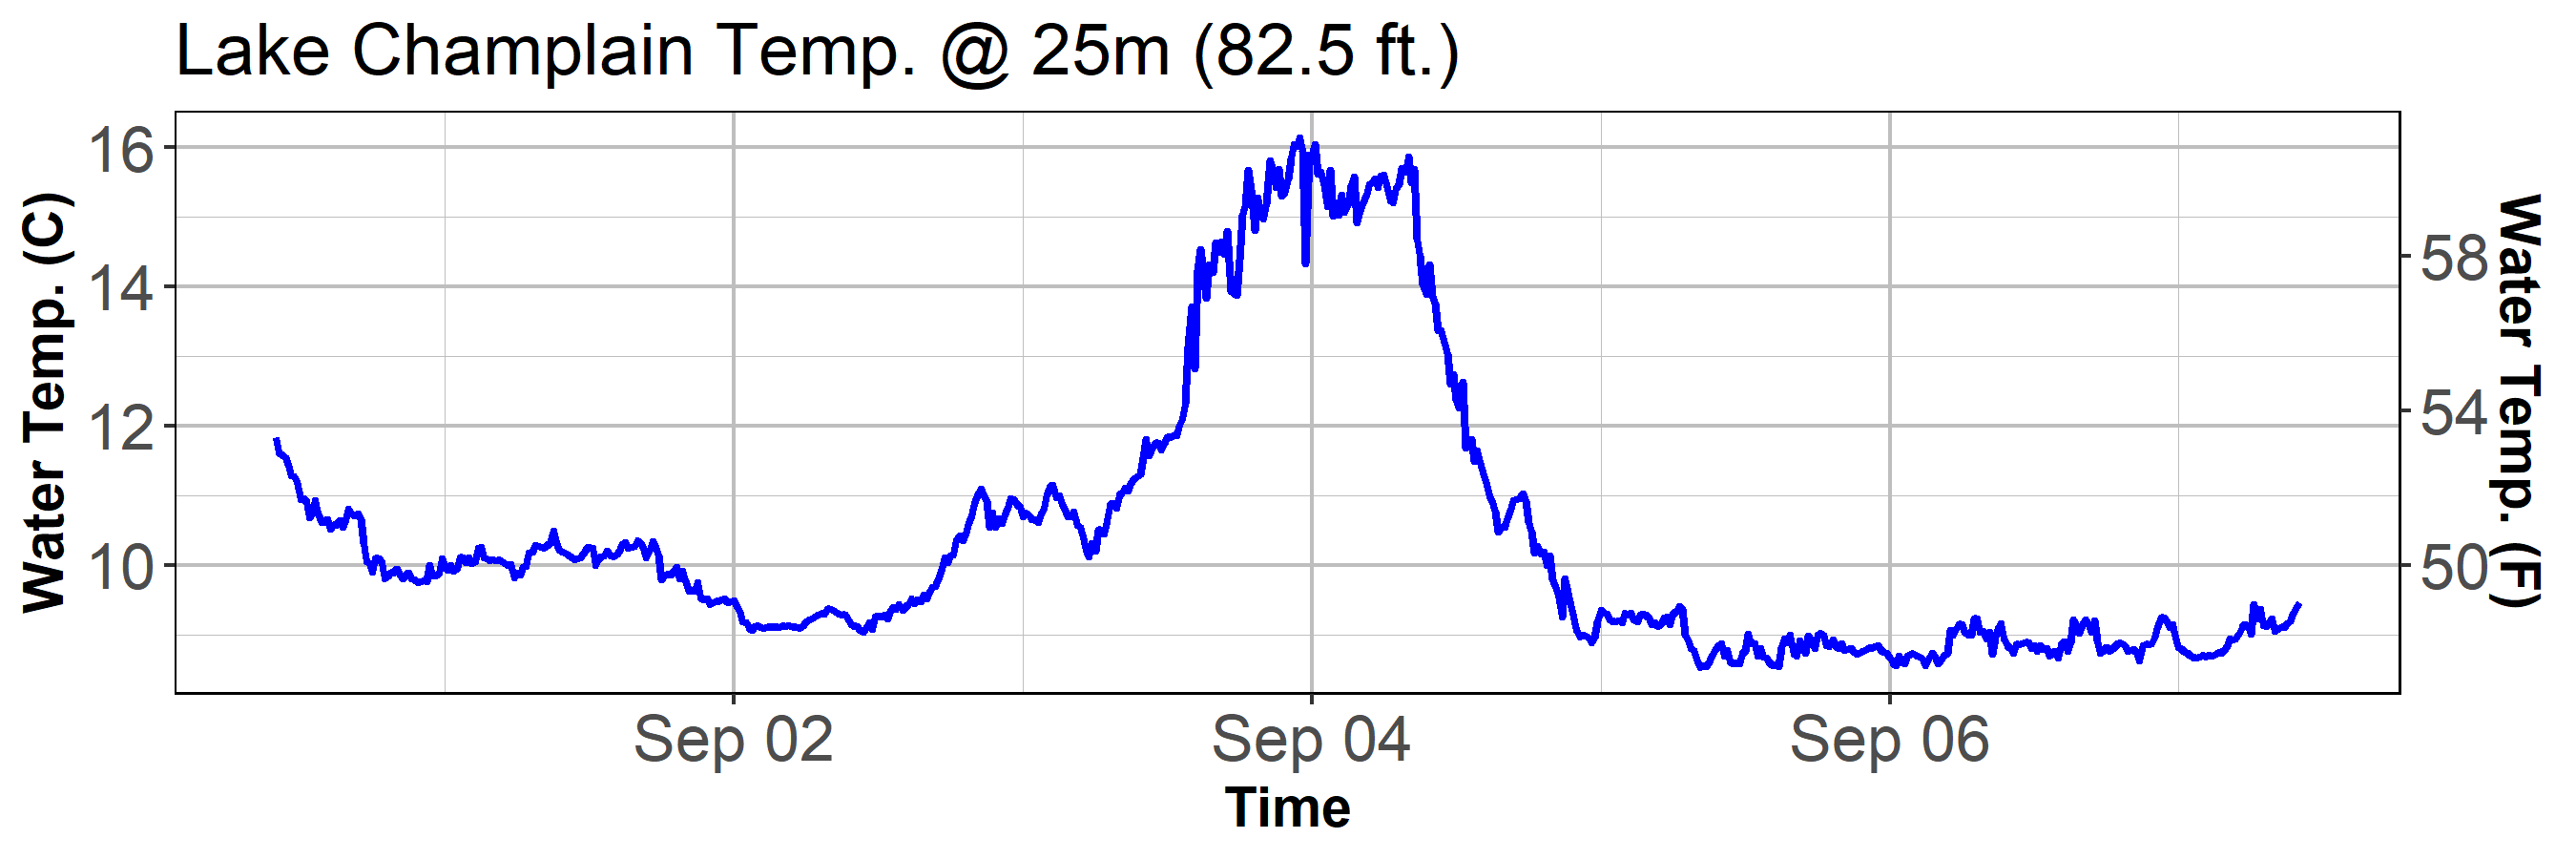 Lake Champlain Temp. @ 25m (82.5 ft.)
Water Temp. (C)
16
14
12
10
58
54
50
Water Temp. (F)
Sep 02
Sep 04
Sep 06
Time